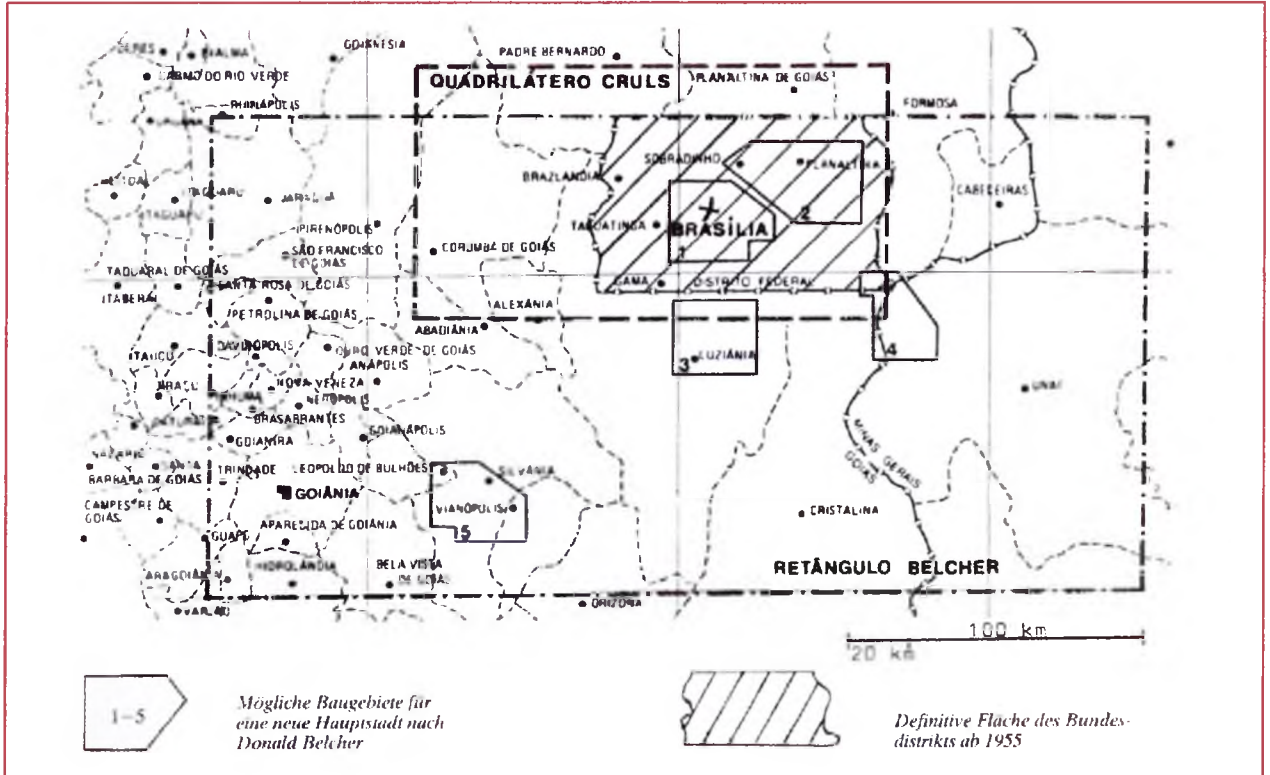 GOIANÉSIA
PADRE BERNARDO
CARMO DO RIO VERDE
QUADRILÁTERO CRULS
PLANALTINA DE GOIÁS
RHINÁPOLIS
FORMOSA
SOBRADINHO
PLANALTINA
BRAZLÂNDIA
CABECEIRAS
ITAGUARU
JARAGUÁ
2
TAGUATINGA
BRASÍLIA
PIRENÓPOLIS
1
CORUMBÁ DE GOIÁS
SÃO FRANCISCO
DE GOIÁS
TAQUARAL DE GOIÁS
GAMA
DISTRITO FEDERAL
SANTA ROSA DE GOIÁS
ITABERAÍ
ALEXÂNIA
PETROLINA DE GOIÁS
ABADIÂNIA
OURO VERDE DE GOIÁS
4
ANÁPOLIS
3
LUZIÂNIA
NOVA VENEZA
UNAÍ
NERÓPOLIS
BRASABRANTES
GOIANÁPOLIS
MINAS GERAIS
GOIÁS
GOIANIRA
TRINDADE
LEOPOLDO DE BULHÕES
SILVÂNIA
BÁRBARA DE GOIÁS
GOIÂNIA
VIANÓPOLIS
CAMPESTRE DE
GOIÁS
CRISTALINA
APARECIDA DE GOIÂNIA
GUAPÓ
5
RETÂNGULO BELCHER
HIDROLÂNDIA
BELA VISTA
DE GOIÁS
ORIZONA
100 km
20 km
1–5
Mögliche Baugebiete für
eine neue Hauptstadt nach
Donald Belcher
Definitive Fläche des Bundes-
distrikts ab 1955